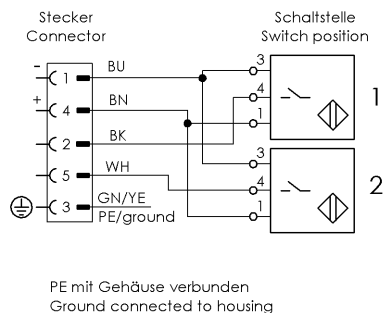 Stecker
Connector
Schaltstelle
Switch position
- 1 BU
+ 4 BN
2 BK
5 WH
3 GN/YE
PE/ground
3
4
1
1
3
4
1
2
PE mit Gehäuse verbunden
Ground connected to housing